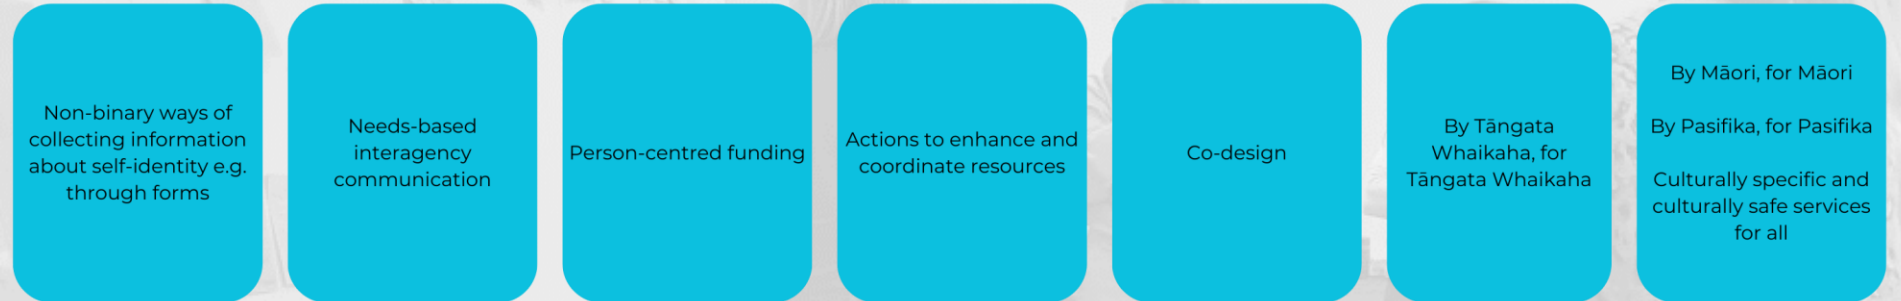 Non-binary ways of
collecting information
about self-identity e.g.
through forms
Needs-based
interagency
communication
Person-centred funding
Actions to enhance and
coordinate resources
Co-design
By Tāngata
Whaikaha, for
Tāngata Whaikaha
By Māori, for Māori
By Pasifika, for Pasifika
Culturally specific and
culturally safe services
for all